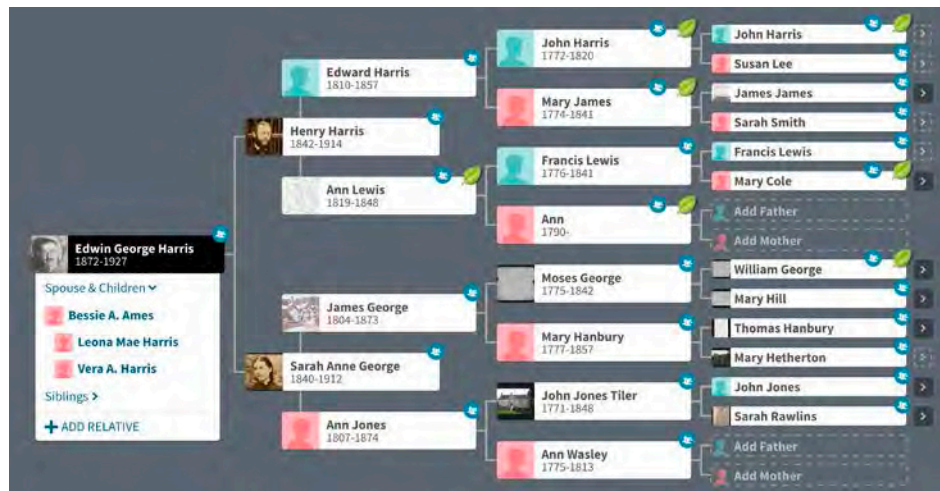 Edwin George Harris
1872-1927
Spouse & Children
Bessie A. Ames
Leona Mae Harris
Vera A. Harris
Siblings >
+ ADD RELATIVE
Henry Harris
1842-1914
Sarah Anne George
1840-1912
Edward Harris
1810-1857
Ann Lewis
1819-1848
James George
1804-1873
Ann Jones
1807-1874
John Harris
1772-1820
Mary James
1774-1841
Francis Lewis
1776-1841
Ann
1790-
Moses George
1775-1842
Mary Hanbury
1777-1857
John Jones Tiler
1771-1848
Ann Wasley
1775-1813
John Harris
Susan Lee
James James
Sarah Smith
Francis Lewis
Mary Cole
Add Father
Add Mother
William George
Mary Hill
Thomas Hanbury
Mary Hetherton
John Jones
Sarah Rawlins
Add Father
Add Mother